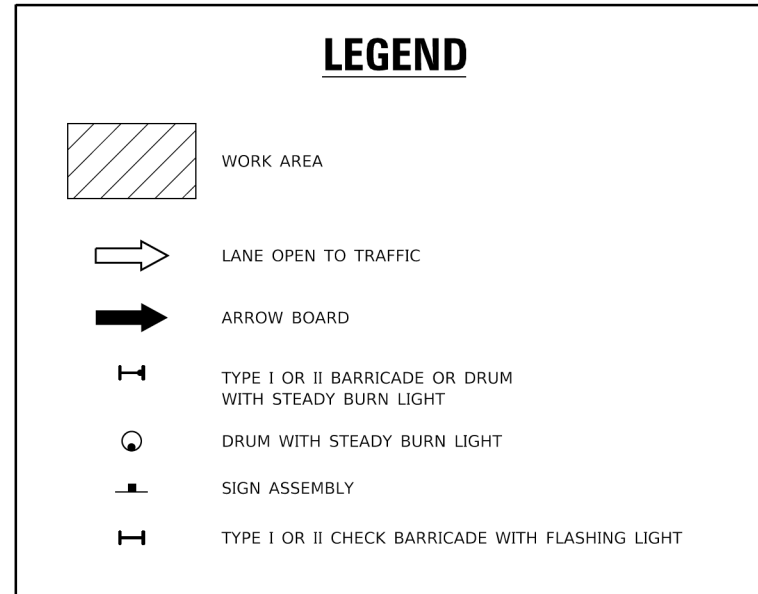 LEGEND
WORK AREA
LANE OPEN TO TRAFFIC
ARROW BOARD
TYPE I OR II BARRICADE OR DRUM
WITH STEADY BURN LIGHT
DRUM WITH STEADY BURN LIGHT
SIGN ASSEMBLY
TYPE I OR II CHECK BARRICADE WITH FLASHING LIGHT